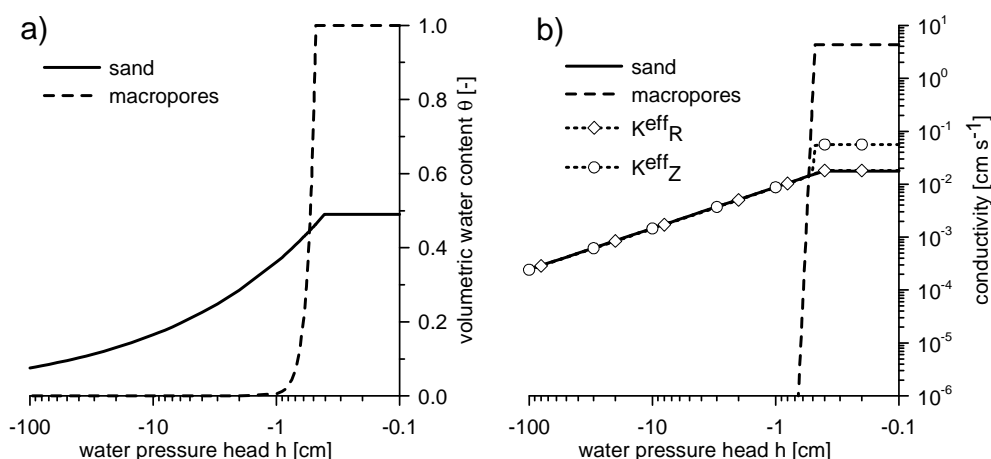 a)
sand
macropores
1.0
0.8
0.6
0.4
0.2
0.0
volumetric water content θ [-]
-100
-10
-1
-0.1
water pressure head h [cm]
b)
sand
macropores
K^eff_R
K^eff_Z
10^1
10^0
10^-1
10^-2
10^-3
10^-4
10^-5
10^-6
conductivity [cm s^-1]
-100
-10
-1
-0.1
water pressure head h [cm]